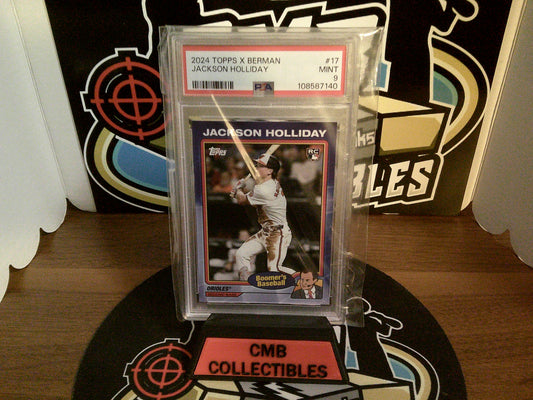 2024 TOPPS X BERMAN #17
JACKSON HOLLIDAY MINT
9
PSA 108587140
JACKSON HOLLIDAY
Topps RC
Boomer's
Baseball
ORIOLES
CMB
COLLECTIBLES